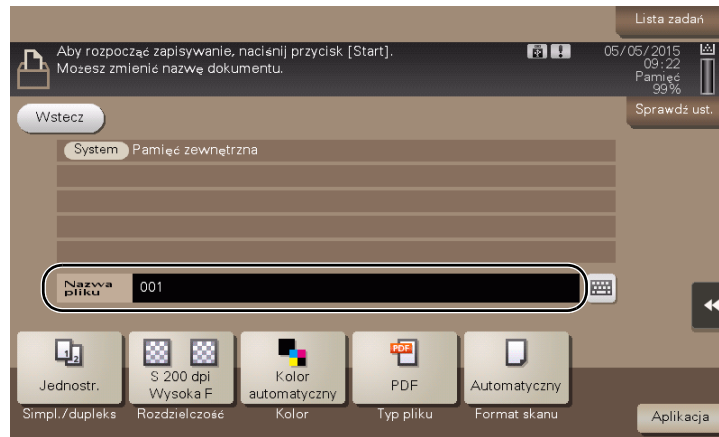 Lista zadań
Aby rozpocząć zapisywanie, naciśnij przycisk [Start].
Możesz zmienić nazwę dokumentu.
05/05/2015
09:22
Pamięć
99%
Wstecz
Sprawdź ust.
System Pamięć zewnętrzna
Nazwa
pliku
001
1 2
Jednostr.
S 200 dpi
Wysoka F
Kolor
automatyczny
PDF
PDF
Automatyczny
Simpl./dupleks
Rozdzielczość
Kolor
Typ pliku
Format skanu
Aplikacja